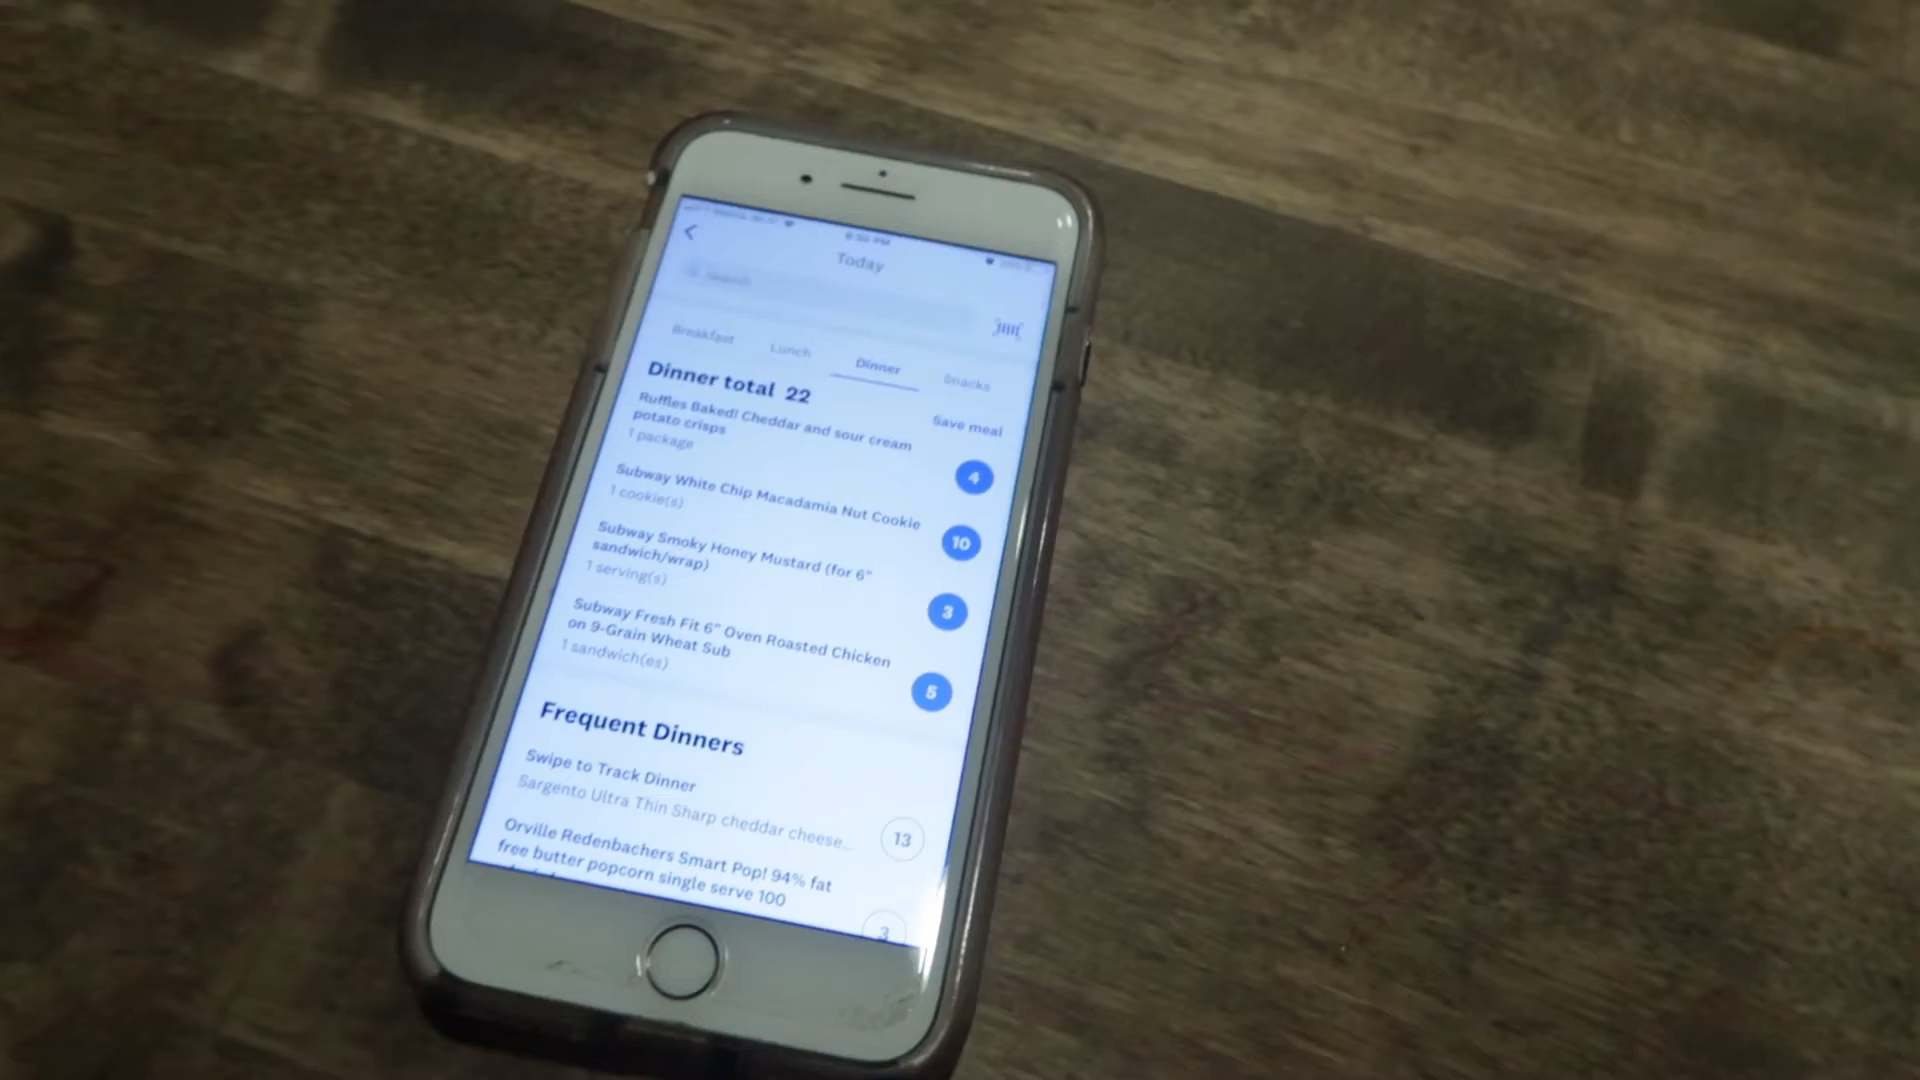 Today
Search
Breakfast Lunch Dinner Snacks
Dinner total 22
Save meal
Ruffles Baked! Cheddar and sour cream
potato crisps
1 package
4
Subway White Chip Macadamia Nut Cookie
1 cookie(s)
10
Subway Smoky Honey Mustard (for 6"
sandwich/wrap)
1 serving(s)
3
Subway Fresh Fit 6" Oven Roasted Chicken
on 9-Grain Wheat Sub
1 sandwich(es)
5
Frequent Dinners
Swipe to Track Dinner
Sargento Ultra Thin Sharp cheddar cheese...
13
Orville Redenbachers Smart Pop! 94% fat
free butter popcorn single serve 100
3